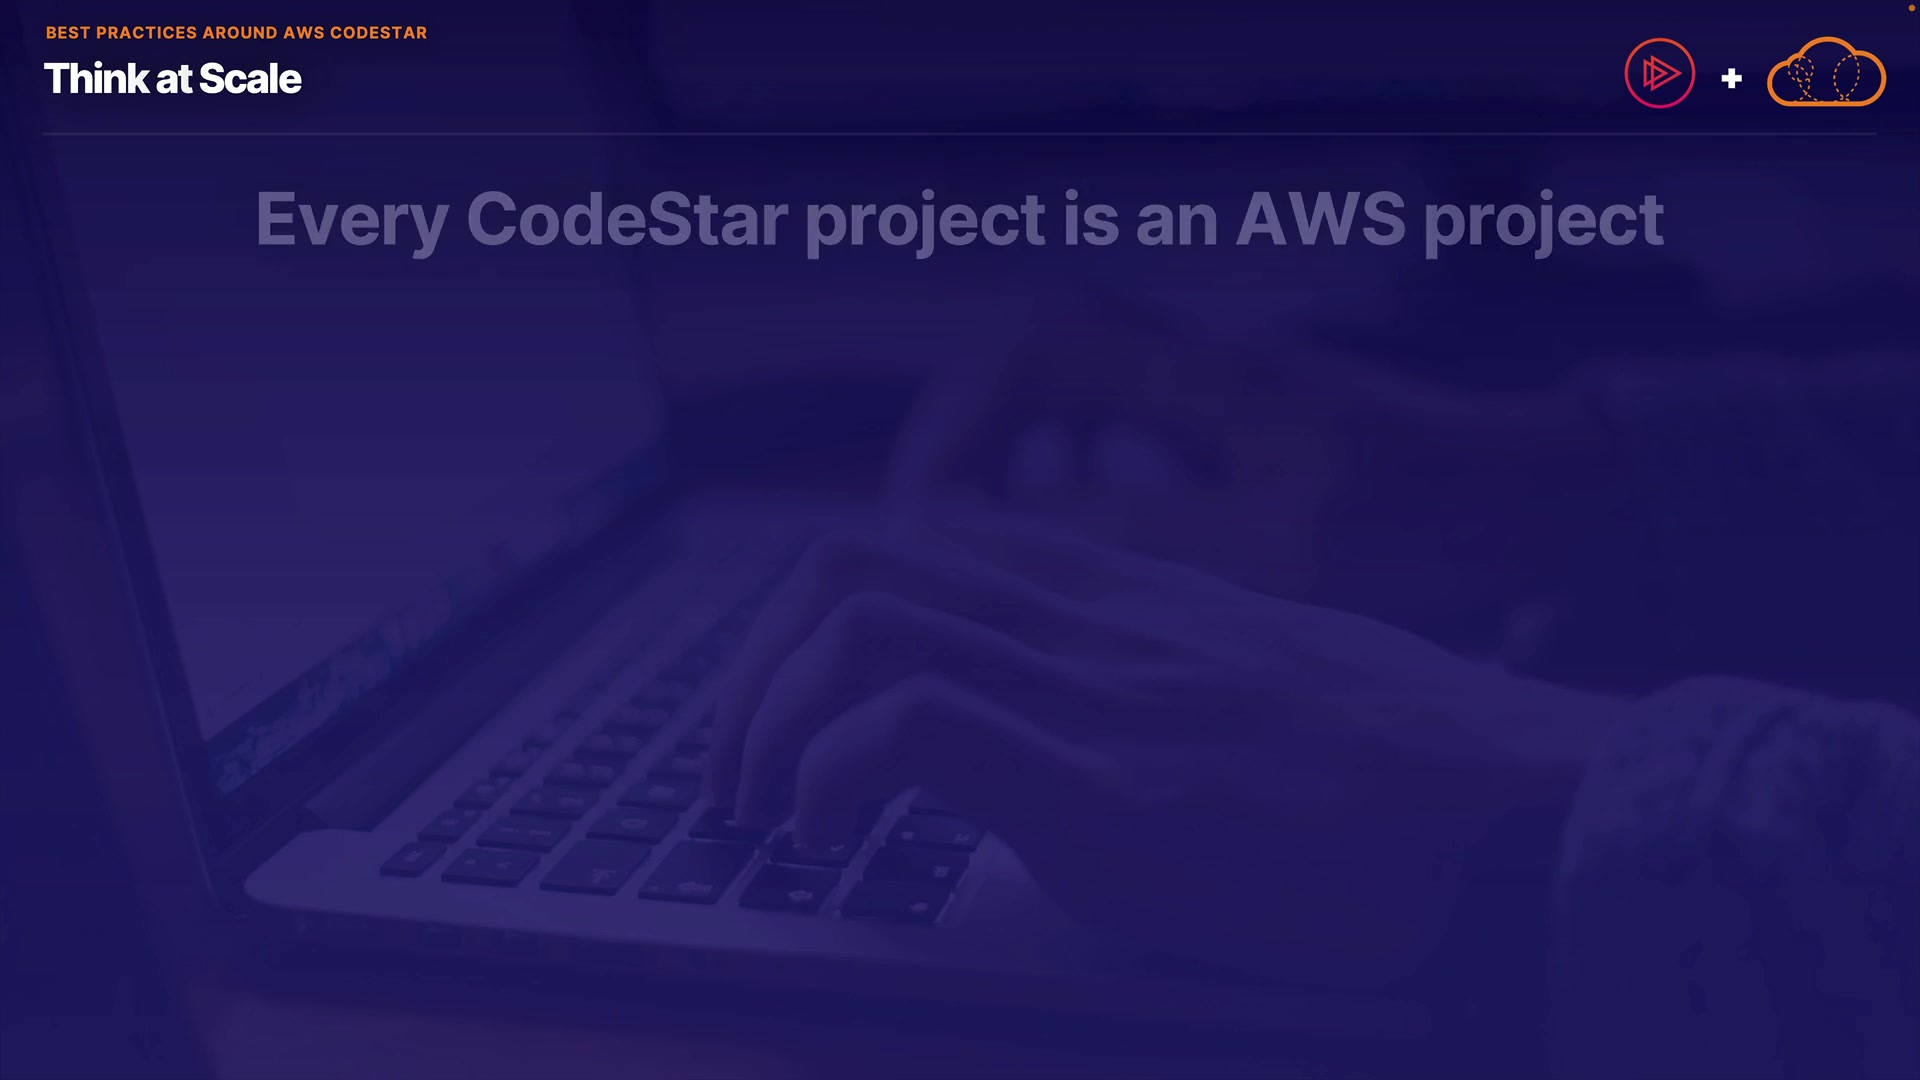 BEST PRACTICES AROUND AWS CODESTAR
Think at Scale
+
Every CodeStar project is an AWS project